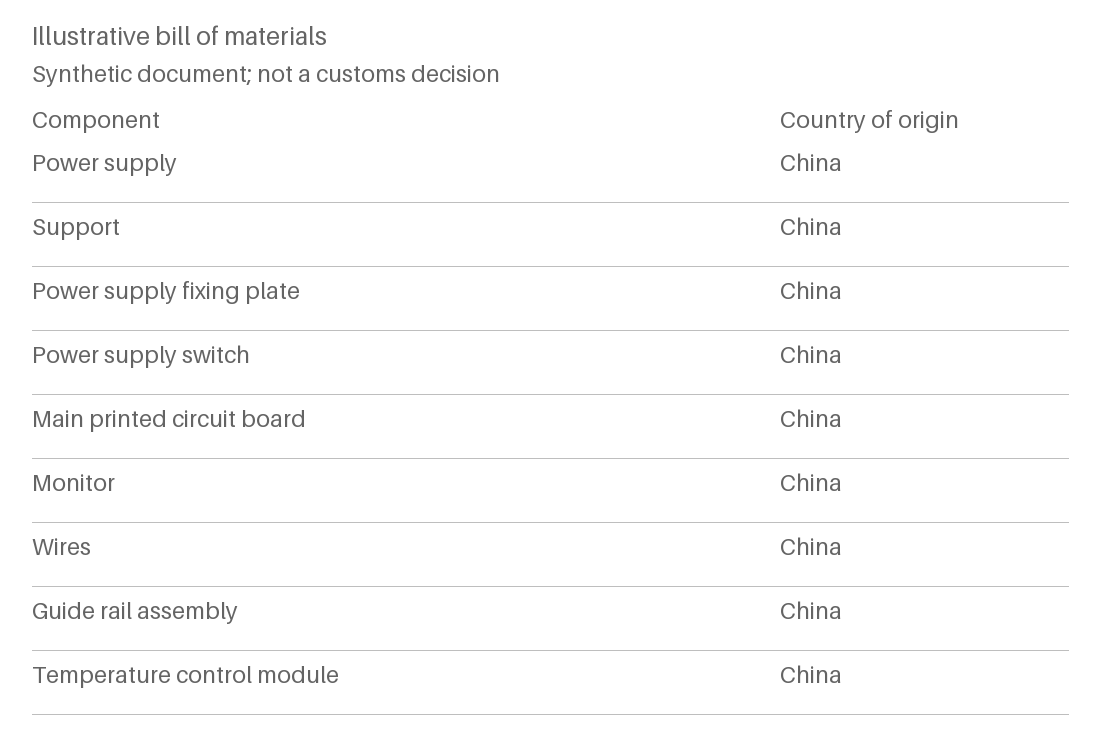 Illustrative bill of materials
Synthetic document; not a customs decision
Component Country of origin
Power supply China
Support China
Power supply fixing plate China
Power supply switch China
Main printed circuit board China
Monitor China
Wires China
Guide rail assembly China
Temperature control module China